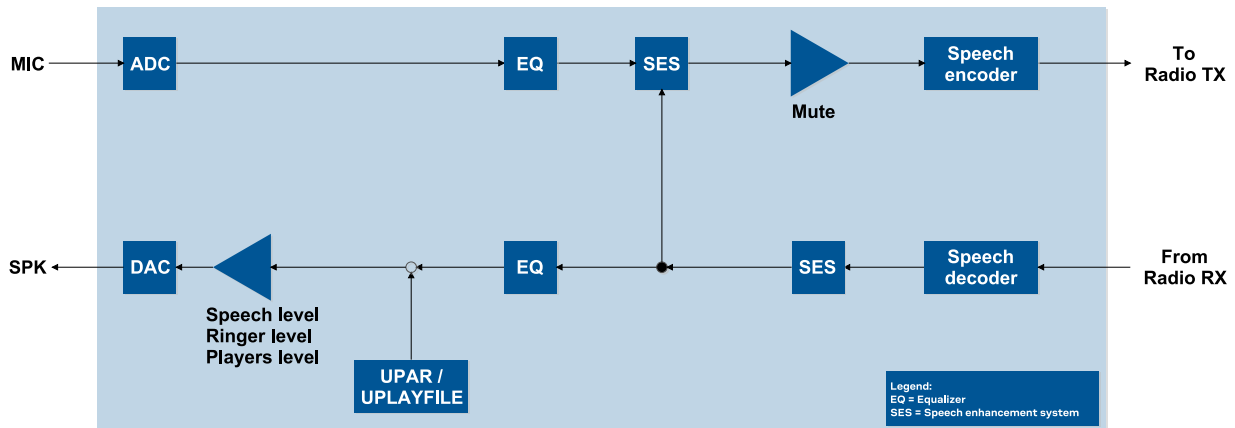 MIC
ADC
EQ
SES
Mute
Speech
encoder
To
Radio TX
SPK
DAC
Speech level
Ringer level
Players level
UPAR /
UPLAYFILE
EQ
SES
Speech
decoder
From
Radio RX
Legend:
EQ = Equalizer
SES = Speech enhancement system